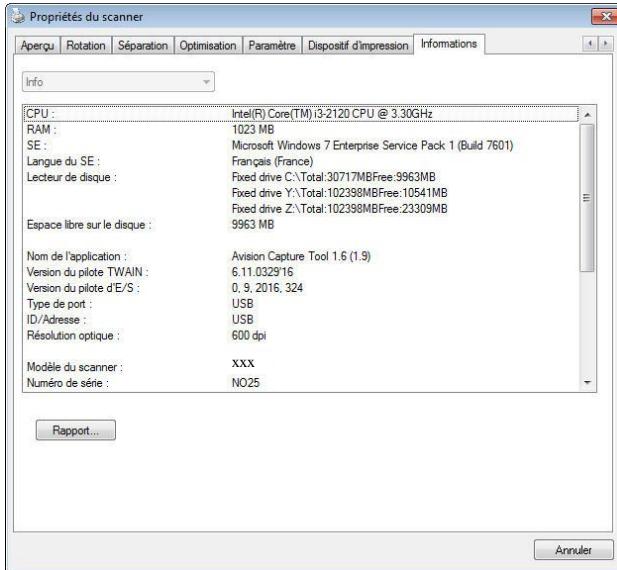 Propriétés du scanner
Aperçu Rotation Séparation Optimisation Paramètre Dispositif d'impression Informations
Info
CPU : Intel(R) Core(TM) i3-2120 CPU @ 3.30GHz
RAM : 1023 MB
SE : Microsoft Windows 7 Enterprise Service Pack 1 (Build 7601)
Langue du SE : Français (France)
Lecteur de disque : Fixed drive C:\Total:30717MBFree:9963MB
Fixed drive Y:\Total:102398MBFree:10541MB
Fixed drive Z:\Total:102398MBFree:23309MB
Espace libre sur le disque : 9963 MB
Nom de l'application : Avision Capture Tool 1.6 (1.9)
Version du pilote TWAIN : 6.11.0329'16
Version du pilote d'E/S : 0, 9, 2016, 324
Type de port : USB
ID/Adresse : USB
Résolution optique : 600 dpi
Modèle du scanner : XXX
Numéro de série : NO25
Rapport...
Annuler